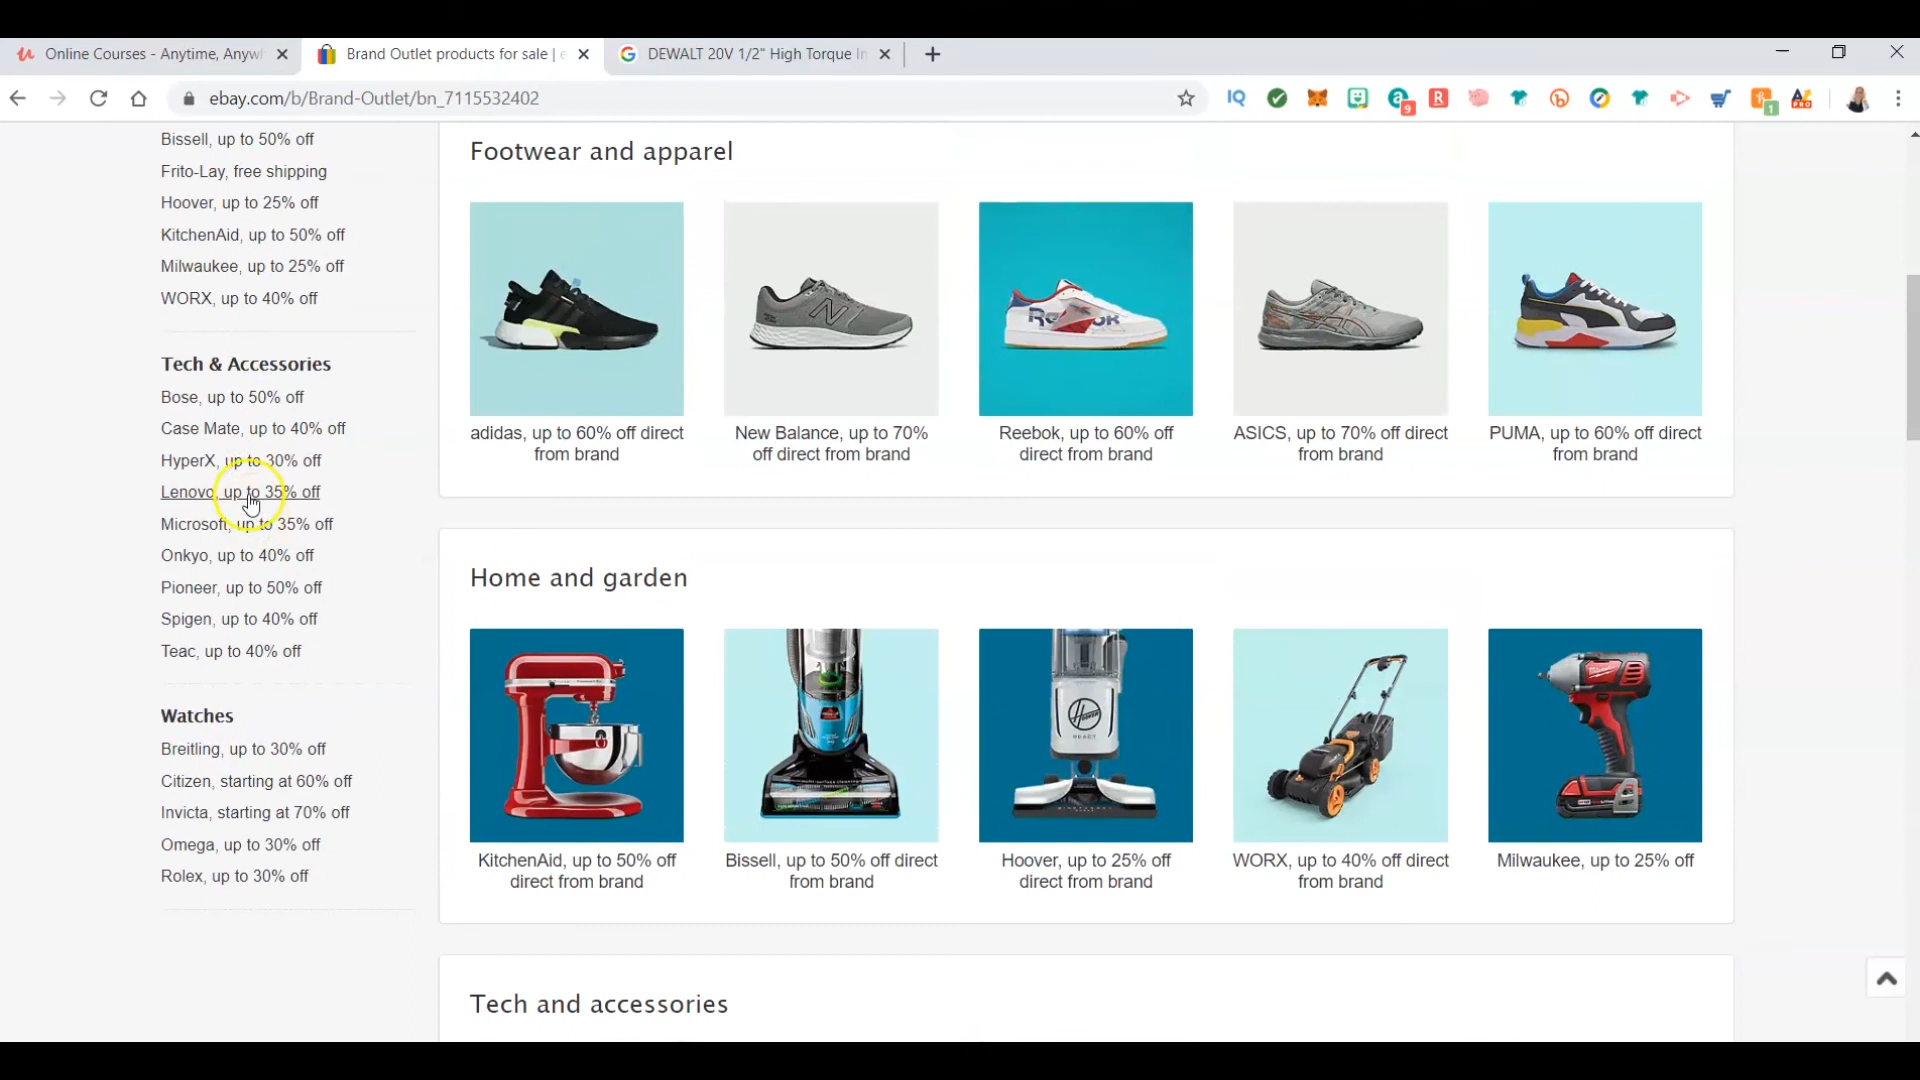 Online Courses - Anytime, Anywh
Brand Outlet products for sale | e
DEWALT 20V 1/2" High Torque Im
ebay.com/b/Brand-Outlet/bn_7115532402
Bissell, up to 50% off
Frito-Lay, free shipping
Hoover, up to 25% off
KitchenAid, up to 50% off
Milwaukee, up to 25% off
WORX, up to 40% off
Tech & Accessories
Bose, up to 50% off
Case Mate, up to 40% off
HyperX, up to 30% off
Lenovo, up to 35% off
Microsoft, up to 35% off
Onkyo, up to 40% off
Pioneer, up to 50% off
Spigen, up to 40% off
Teac, up to 40% off
Watches
Breitling, up to 30% off
Citizen, starting at 60% off
Invicta, starting at 70% off
Omega, up to 30% off
Rolex, up to 30% off
Footwear and apparel
adidas, up to 60% off direct
from brand
New Balance, up to 70%
off direct from brand
Reebok, up to 60% off
direct from brand
ASICS, up to 70% off direct
from brand
PUMA, up to 60% off direct
from brand
Home and garden
HOOVER
REACT
Milwaukee
KitchenAid, up to 50% off
direct from brand
Bissell, up to 50% off direct
from brand
Hoover, up to 25% off
direct from brand
WORX, up to 40% off direct
from brand
Milwaukee, up to 25% off
Tech and accessories